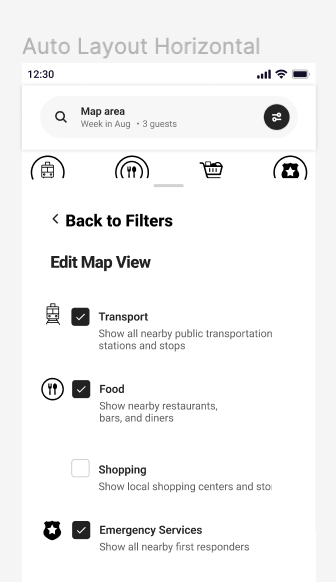 Auto Layout Horizontal
12:30
Map area
Week in Aug • 3 guests
Back to Filters
Edit Map View
Transport
Show all nearby public transportation
stations and stops
Food
Show nearby restaurants,
bars, and diners
Shopping
Show local shopping centers and sto
Emergency Services
Show all nearby first responders